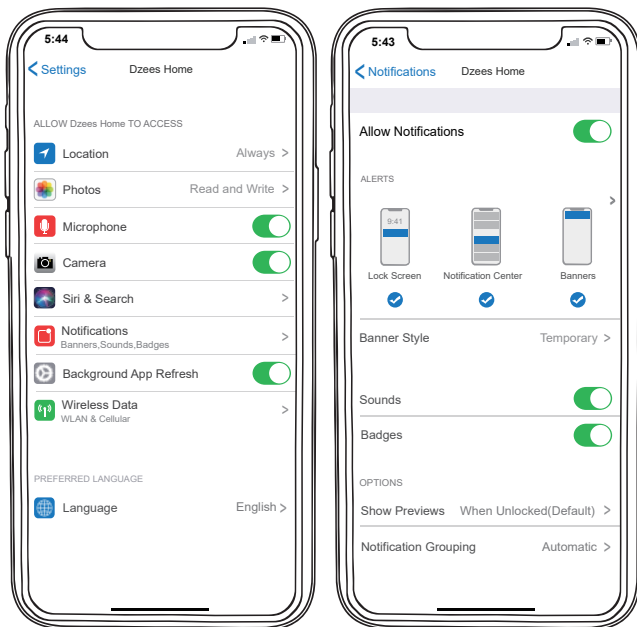 5:44
Settings Dzees Home
ALLOW Dzees Home TO ACCESS
Location Always >
Photos Read and Write >
Microphone
Camera
Siri & Search >
Notifications >
Banners,Sounds,Badges
Background App Refresh
Wireless Data >
WLAN & Cellular
PREFERRED LANGUAGE
Language English >
5:43
Notifications Dzees Home
Allow Notifications
ALERTS
>
9:41
Lock Screen Notification Center Banners
Banner Style Temporary >
Sounds
Badges
OPTIONS
Show Previews When Unlocked(Default) >
Notification Grouping Automatic >